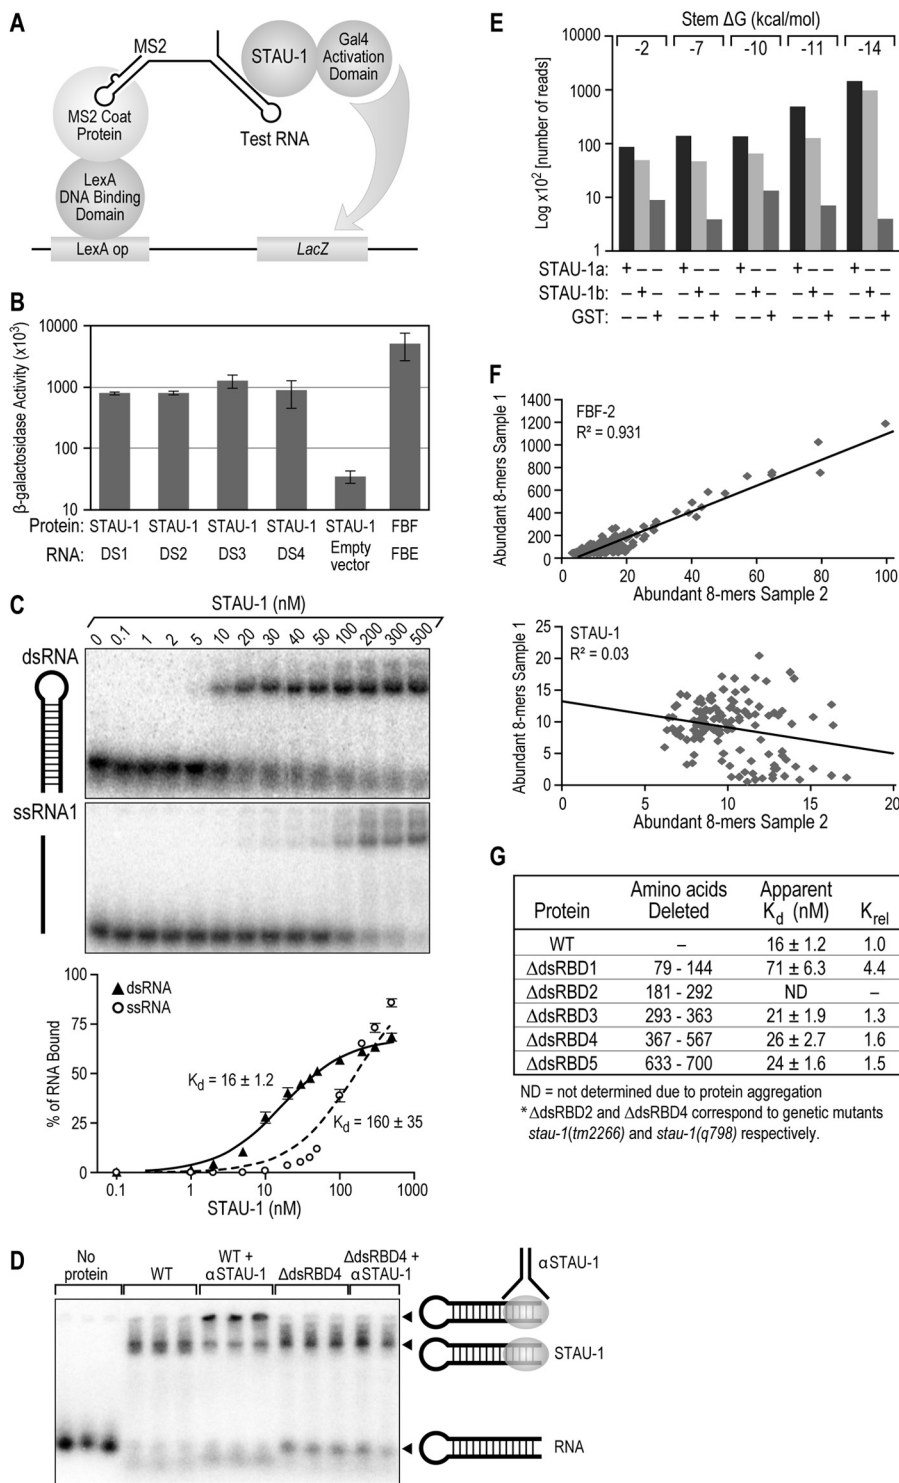 A
MS2
STAU-1
Gal4
Activation
Domain
MS2 Coat
Protein
Test RNA
LexA
DNA Binding
Domain
LexA op
LacZ
B
β-galactosidase Activity (x10³)
10000
1000
100
10
Protein: STAU-1 STAU-1 STAU-1 STAU-1 STAU-1 FBF
RNA: DS1 DS2 DS3 DS4 Empty vector FBE
C
STAU-1 (nM)
0 0.1 1 2 5 10 20 30 40 50 100 200 300 500
dsRNA
ssRNA1
% of RNA Bound
100
75
50
25
0
dsRNA
ssRNA
Kd = 16 ± 1.2
Kd = 160 ± 35
0.1 1 10 100 1000
STAU-1 (nM)
D
No protein
WT
WT + αSTAU-1
ΔdsRBD4
ΔdsRBD4 + αSTAU-1
αSTAU-1
STAU-1
RNA
E
Stem ΔG (kcal/mol)
-2 -7 -10 -11 -14
Log x10² [number of reads]
10000
1000
100
10
1
STAU-1a: + – – + – – + – – + – – + – –
STAU-1b: – + – – + – – + – – + – – + –
GST: – – + – – + – – + – – + – – +
F
Abundant 8-mers Sample 1
1400
1200
1000
800
600
400
200
0
FBF-2
R² = 0.931
0 20 40 60 80 100
Abundant 8-mers Sample 2
Abundant 8-mers Sample 1
25
20
15
10
5
0
STAU-1
R² = 0.03
0 5 10 15 20
Abundant 8-mers Sample 2
G
Protein Amino acids Deleted Apparent Kd (nM) Krel
WT – 16 ± 1.2 1.0
ΔdsRBD1 79 - 144 71 ± 6.3 4.4
ΔdsRBD2 181 - 292 ND –
ΔdsRBD3 293 - 363 21 ± 1.9 1.3
ΔdsRBD4 367 - 567 26 ± 2.7 1.6
ΔdsRBD5 633 - 700 24 ± 1.6 1.5
ND = not determined due to protein aggregation
* ΔdsRBD2 and ΔdsRBD4 correspond to genetic mutants
stau-1(tm2266) and stau-1(q798) respectively.